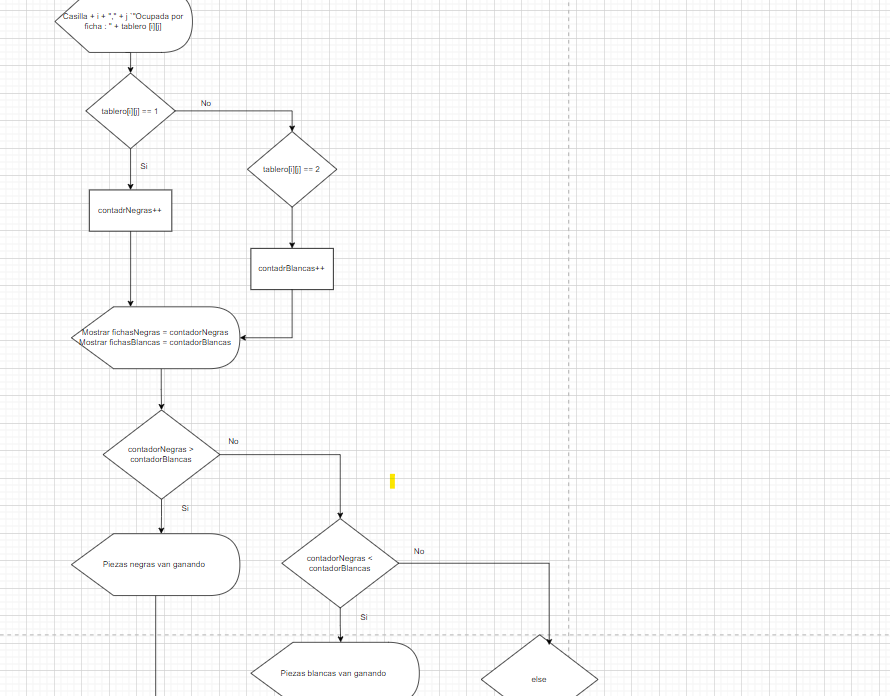 Casilla + i + "," + j '"Ocupada por
ficha : " + tablero [i][j]
tablero[i][j] == 1
No
Si
tablero[i][j] == 2
contadrNegras++
contadrBlancas++
Mostrar fichasNegras = contadorNegras
Mostrar fichasBlancas = contadorBlancas
contadorNegras >
contadorBlancas
No
Si
Piezas negras van ganando
contadorNegras <
contadorBlancas
No
Si
Piezas blancas van ganando
else